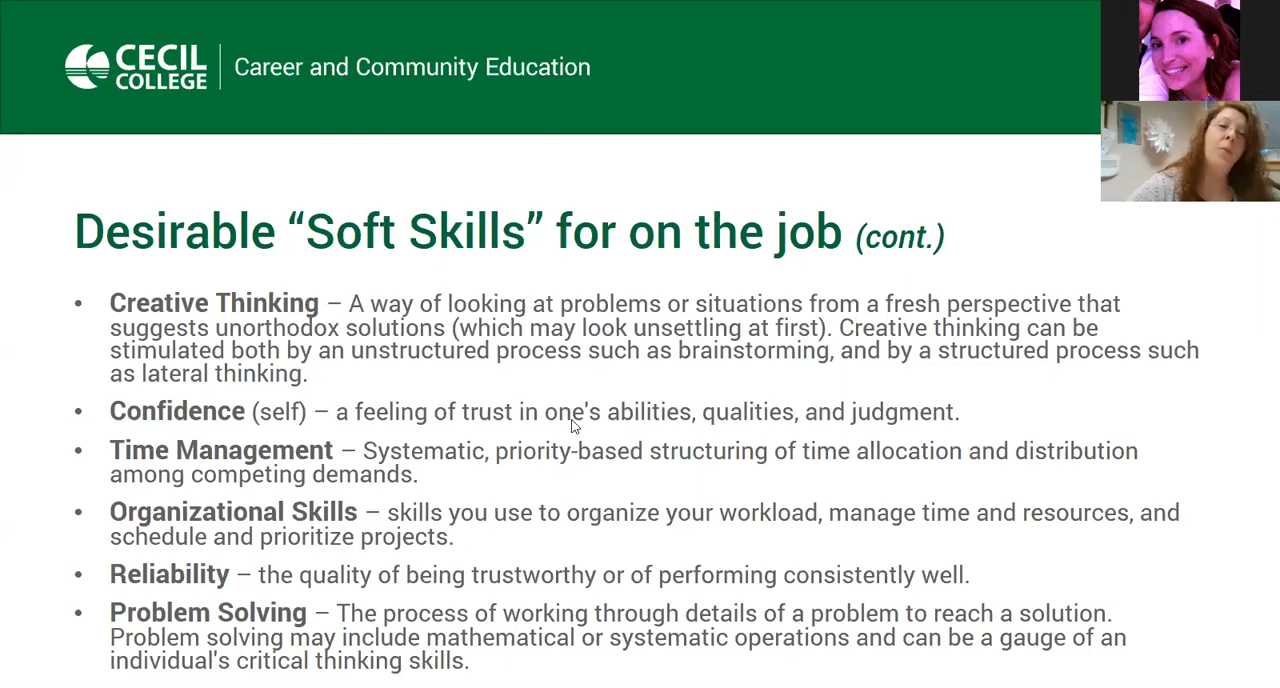 CECIL
COLLEGE
Career and Community Education
Desirable “Soft Skills” for on the job (cont.)
• Creative Thinking – A way of looking at problems or situations from a fresh perspective that
suggests unorthodox solutions (which may look unsettling at first). Creative thinking can be
stimulated both by an unstructured process such as brainstorming, and by a structured process such
as lateral thinking.
• Confidence (self) – a feeling of trust in one's abilities, qualities, and judgment.
• Time Management – Systematic, priority-based structuring of time allocation and distribution
among competing demands.
• Organizational Skills – skills you use to organize your workload, manage time and resources, and
schedule and prioritize projects.
• Reliability – the quality of being trustworthy or of performing consistently well.
• Problem Solving – The process of working through details of a problem to reach a solution.
Problem solving may include mathematical or systematic operations and can be a gauge of an
individual's critical thinking skills.